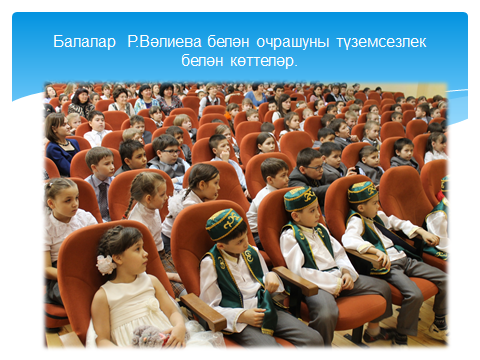 Балалар Р.Вәлиева белән очрашуны түземсезлек
белән көттеләр.